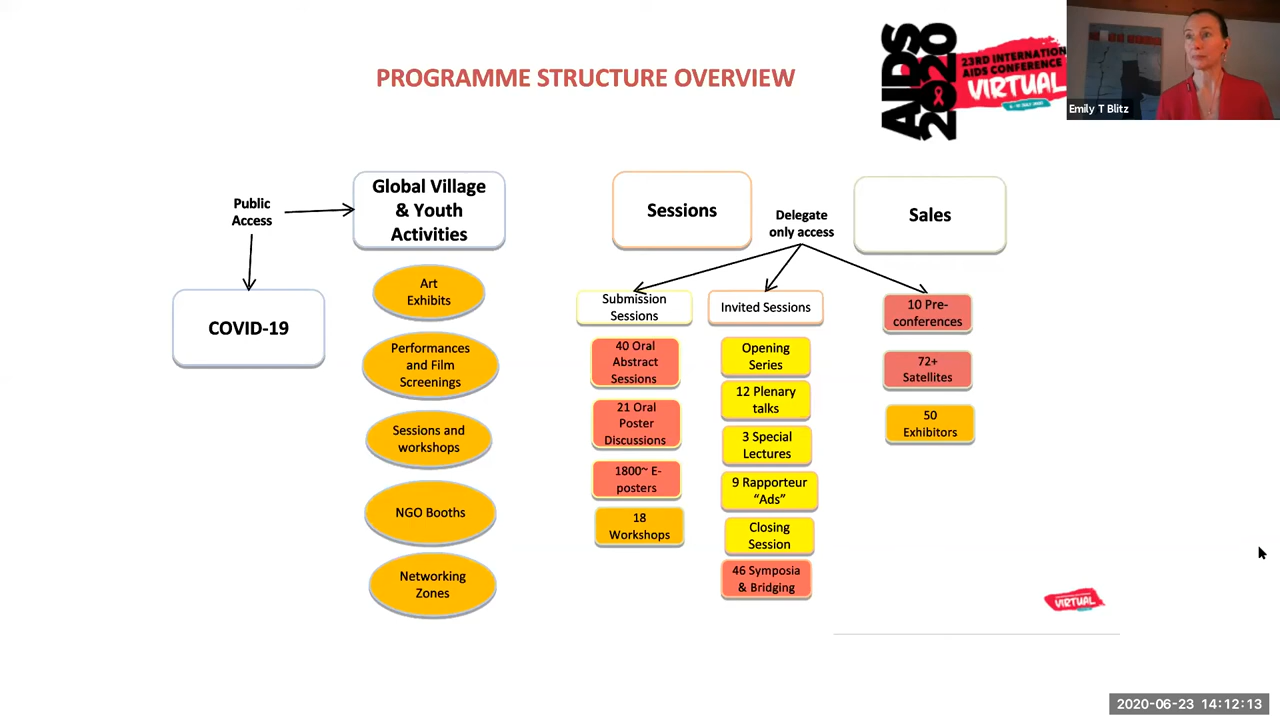 PROGRAMME STRUCTURE OVERVIEW
AIDS
2020
23RD INTERNATION
AIDS CONFERENCE
VIRTUAL
Emily T Blitz
Public
Access
Global Village
& Youth
Activities
Sessions
Delegate
only access
Sales
COVID-19
Art
Exhibits
Performances
and Film
Screenings
Sessions and
workshops
NGO Booths
Networking
Zones
Submission
Sessions
40 Oral
Abstract
Sessions
21 Oral
Poster
Discussions
1800~ E-
posters
18
Workshops
Invited Sessions
Opening
Series
12 Plenary
talks
3 Special
Lectures
9 Rapporteur
“Ads”
Closing
Session
46 Symposia
& Bridging
10 Pre-
conferences
72+
Satellites
50
Exhibitors
VIRTUAL
2020-06-23 14:12:13